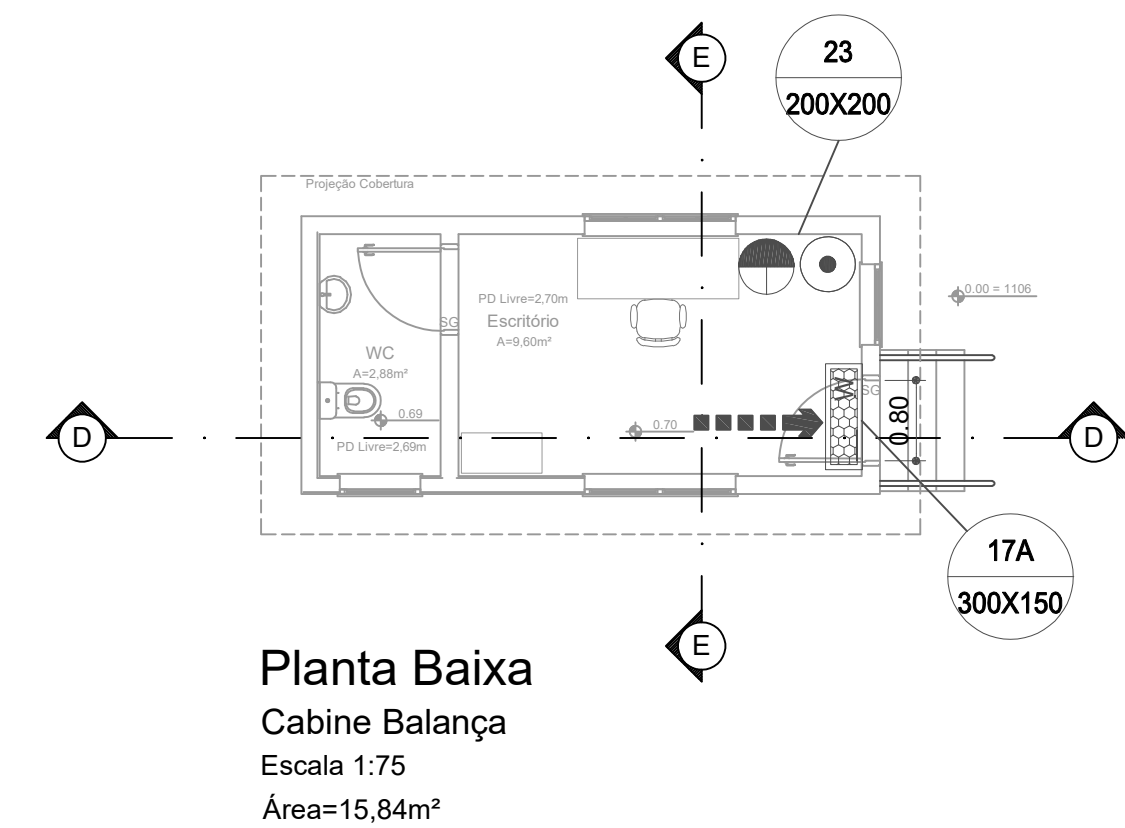 E
23
200X200
Projeção Cobertura
0.00 = 1106
PD Livre=2,70m
Escritório
A=9,60m²
SG
WC
A=2,88m²
SG
0.69
0.70
0.80
D
D
PD Livre=2,69m
17A
300X150
E
Planta Baixa
Cabine Balança
Escala 1:75
Área=15,84m²